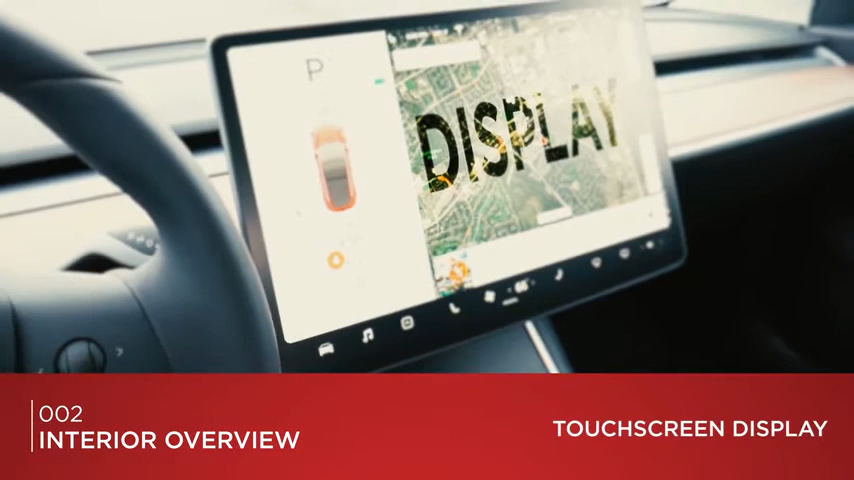 P
DISPLAY
002
INTERIOR OVERVIEW
TOUCHSCREEN DISPLAY